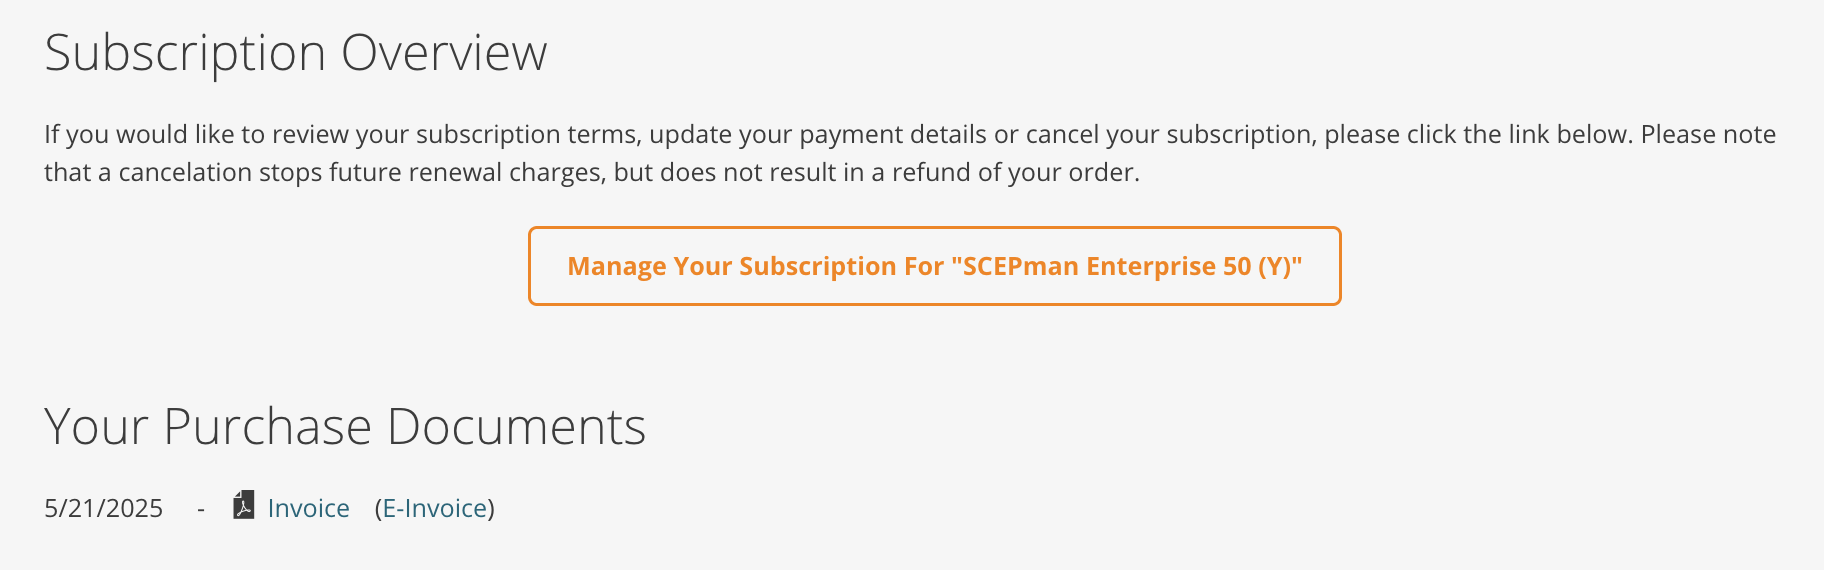 Subscription Overview
If you would like to review your subscription terms, update your payment details or cancel your subscription, please click the link below. Please note
that a cancelation stops future renewal charges, but does not result in a refund of your order.
Manage Your Subscription For "SCEPman Enterprise 50 (Y)"
Your Purchase Documents
5/21/2025 - Invoice (E-Invoice)